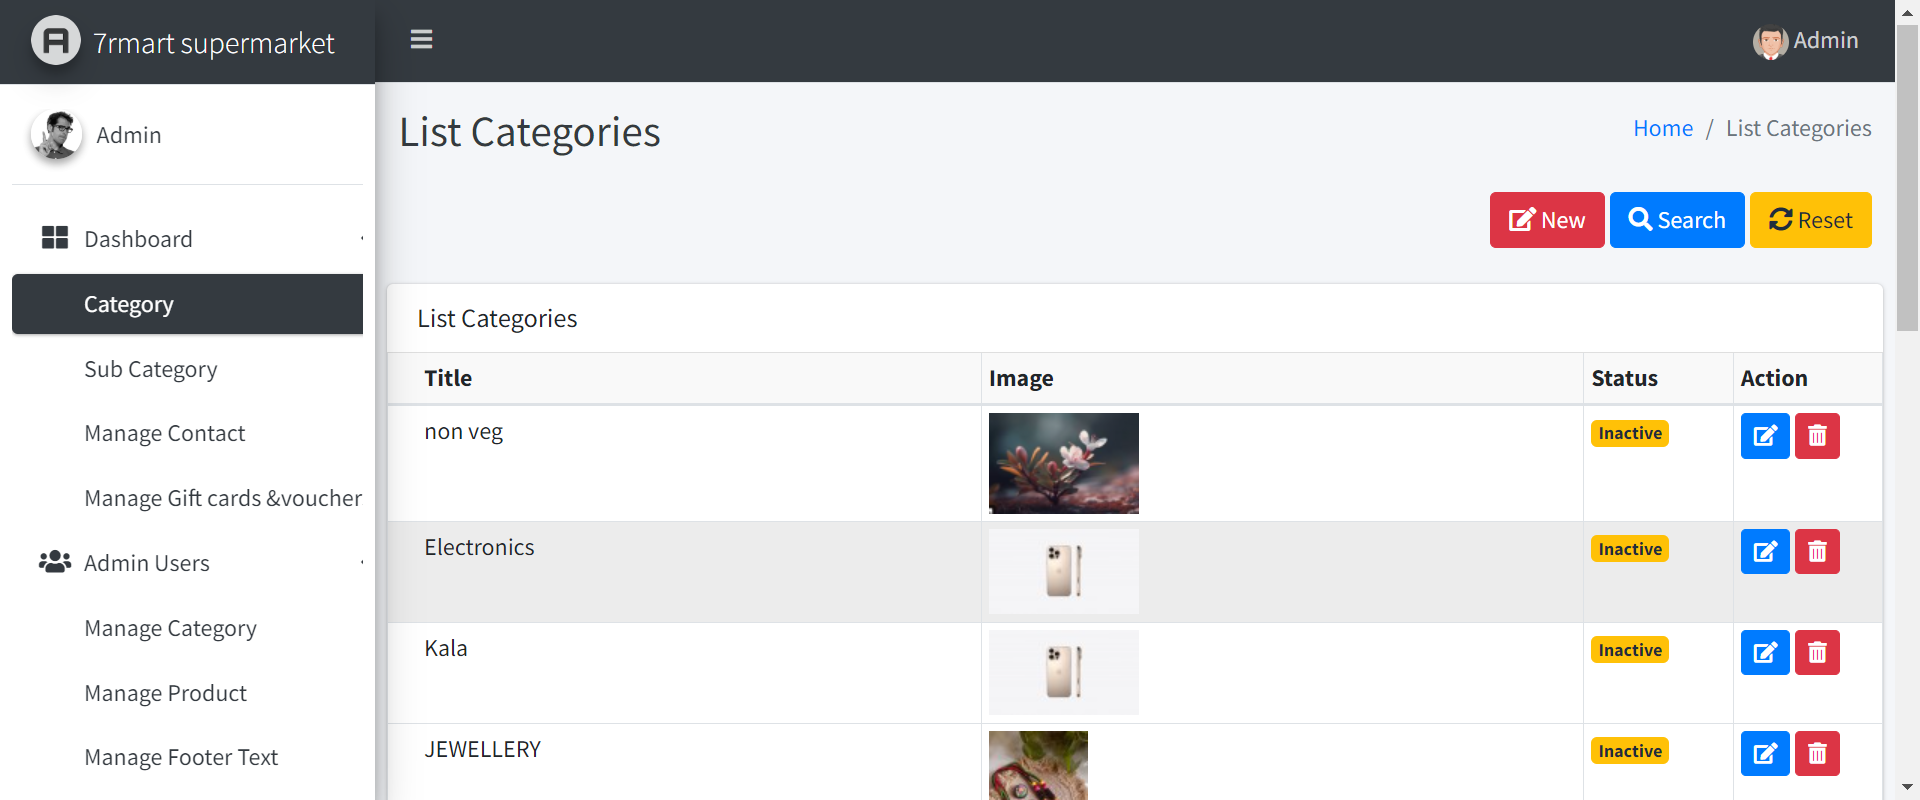 7rmart supermarket
Admin
Admin
Dashboard
Category
Sub Category
Manage Contact
Manage Gift cards &voucher
Admin Users
Manage Category
Manage Product
Manage Footer Text
List Categories
Home / List Categories
New Search Reset
List Categories
Title Image Status Action
non veg Inactive
Electronics Inactive
Kala Inactive
JEWELLERY Inactive